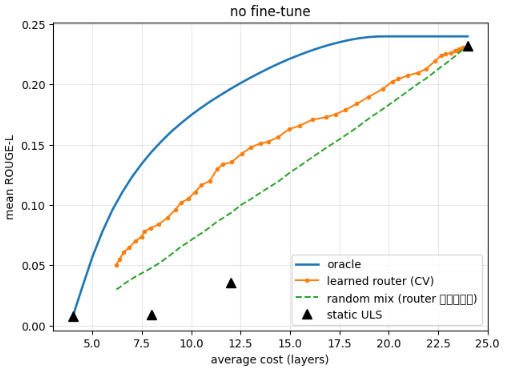 no fine-tune
mean ROUGE-L
0.25
0.20
0.15
0.10
0.05
0.00
oracle
learned router (CV)
random mix (router
static ULS
5.0 7.5 10.0 12.5 15.0 17.5 20.0 22.5 25.0
average cost (layers)